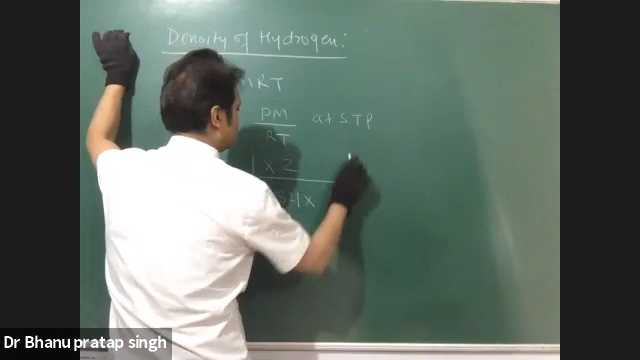 Density of Hydrogen:
RT
PM at STP
RT
1 x 2
x
Dr Bhanu pratap singh